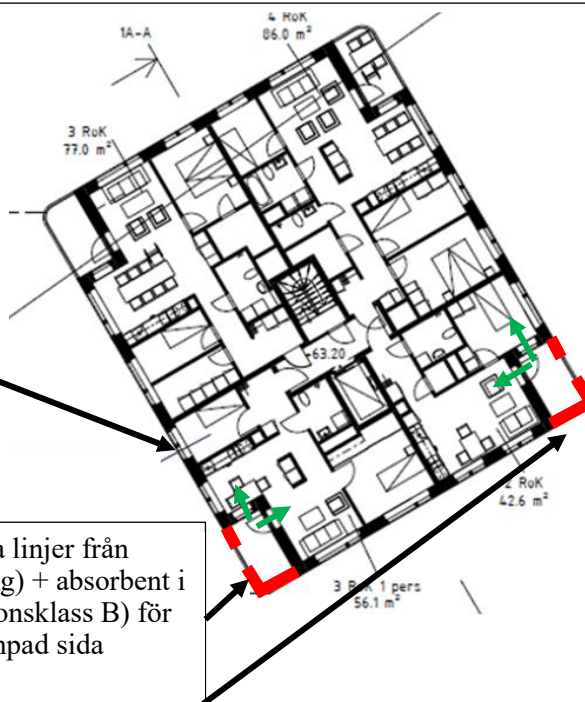 4 RoK
86.0 m²
1A-A
3 RoK
77.0 m²
-63.20
2 RoK
42.6 m²
3 RoK 1 pers
56.1 m²
linjer från
g) + absorbent i
onsklass B) för
npad sida